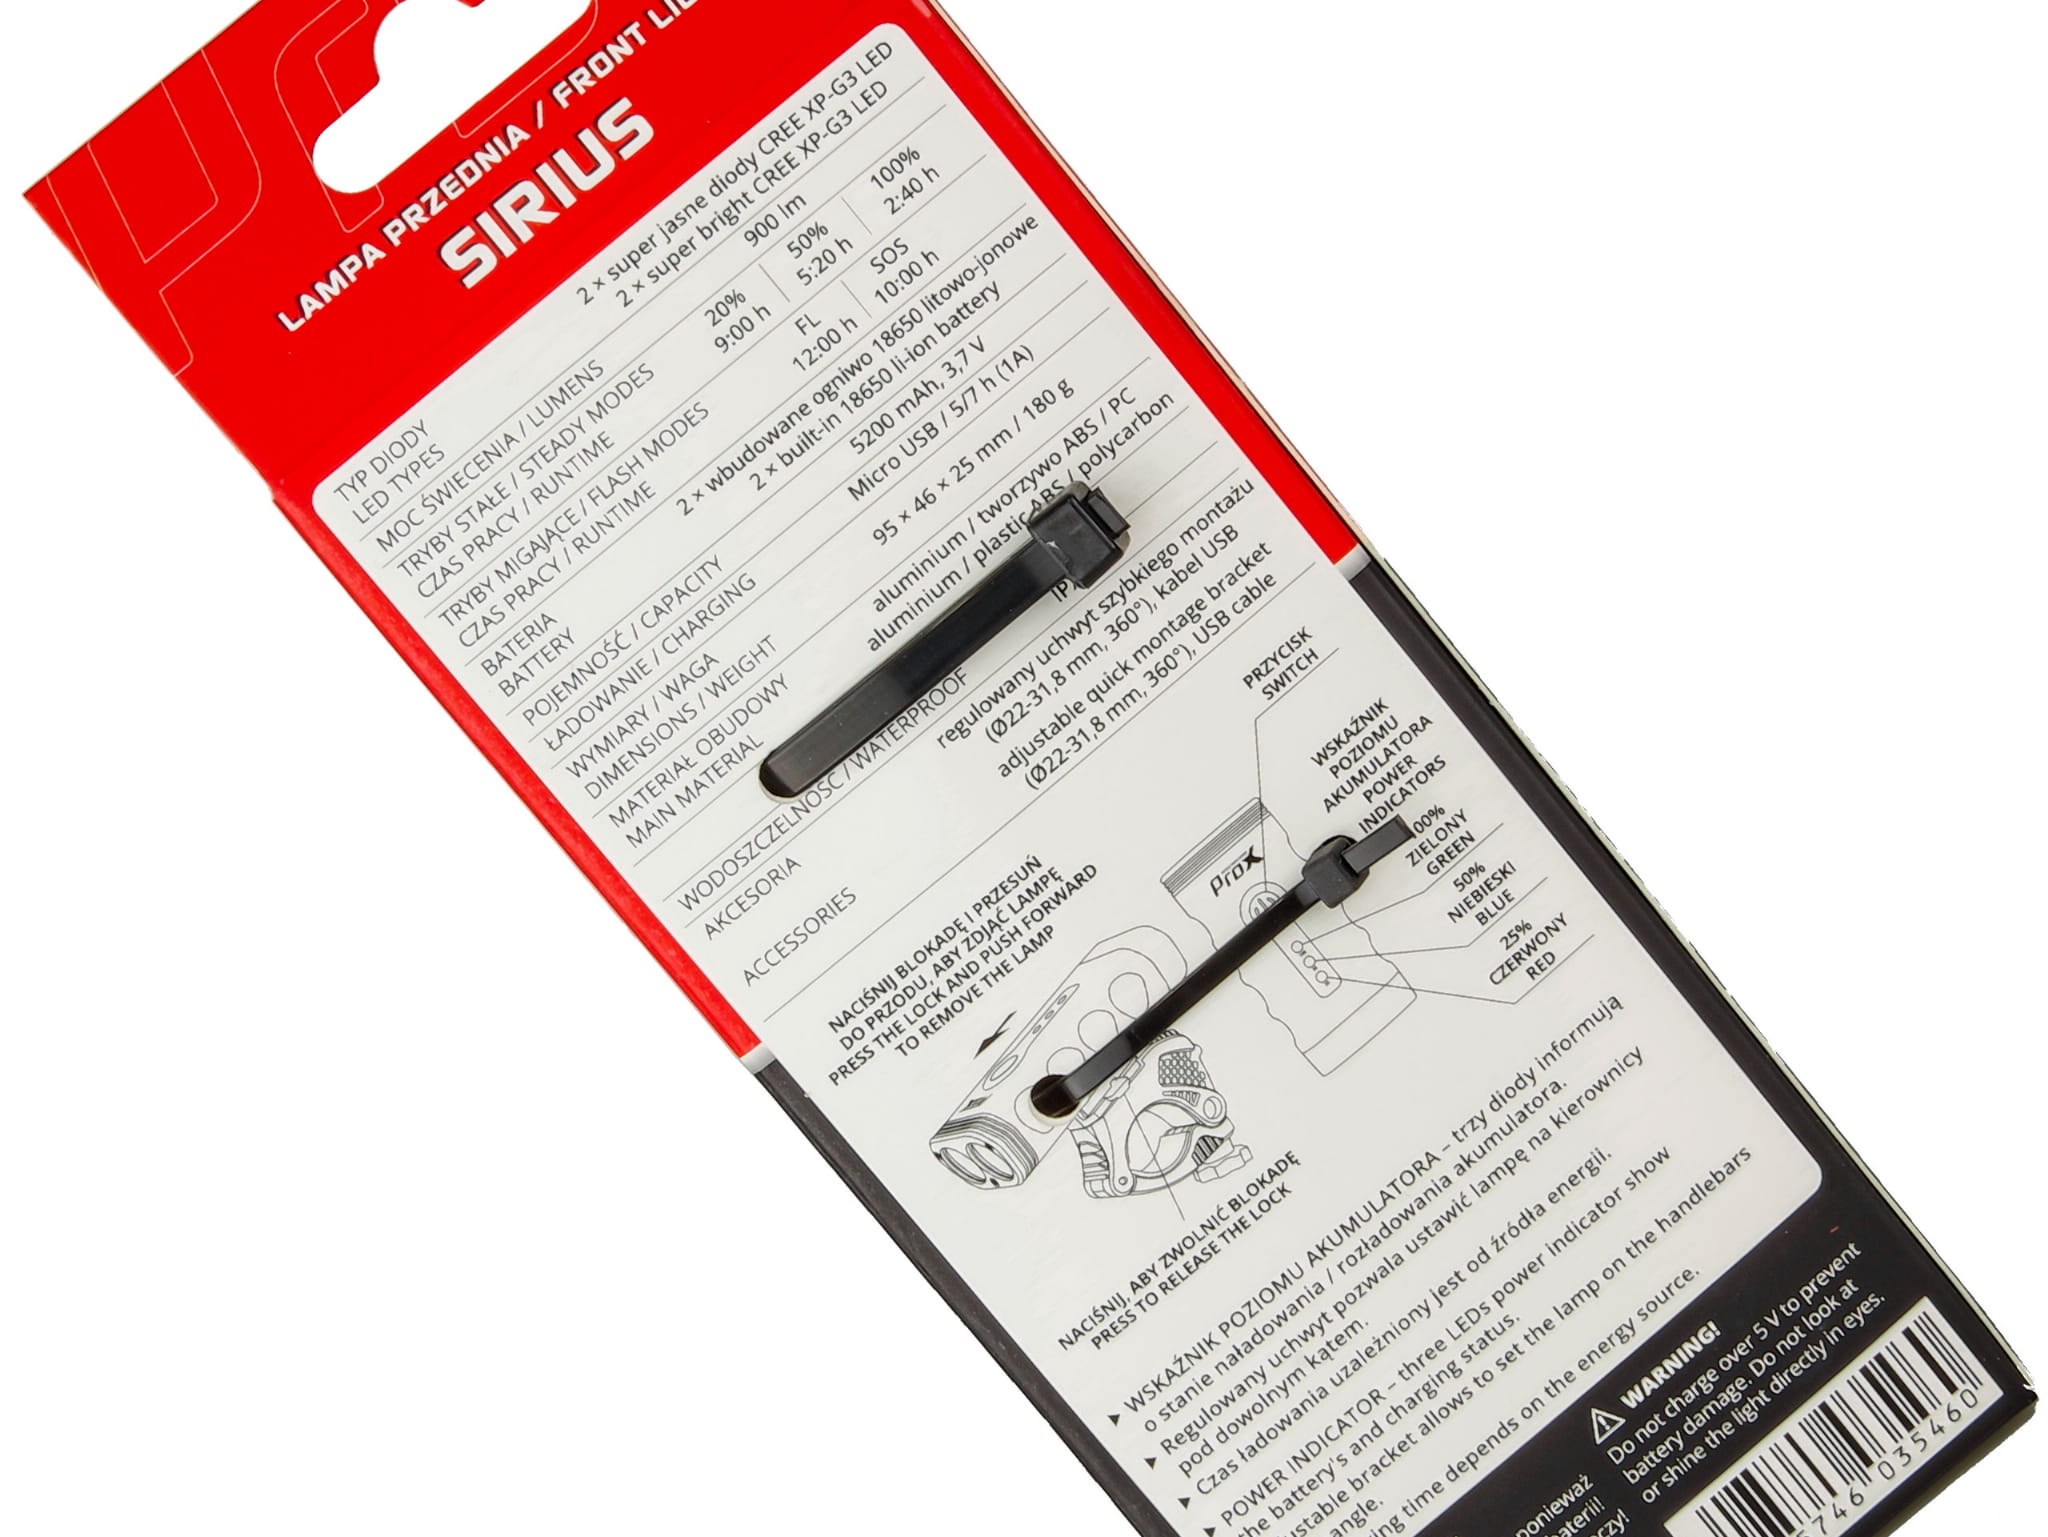 LAMPA PRZEDNIA / FRONT
SIRIUS
TYP DIODY 2 × super jasne diody CREE XP-G3 LED
LED TYPES 2 × super bright CREE XP-G3 LED
MOC ŚWIECENIA / LUMENS 900 lm
TRYBY STAŁE / STEADY MODES 20% 50% 100%
CZAS PRACY / RUNTIME 9:00 h 5:20 h 2:40 h
TRYBY MIGAJĄCE / FLASH MODES FL SOS
CZAS PRACY / RUNTIME 12:00 h 10:00 h
BATERIA 2 × wbudowane ogniwo 18650 litowo-jonowe
BATTERY 2 × built-in 18650 li-ion battery
POJEMNOŚĆ / CAPACITY 5200 mAh, 3,7 V
ŁADOWANIE / CHARGING Micro USB / 5/7 h (1A)
WYMIARY / WAGA 95 × 46 × 25 mm / 180 g
DIMENSIONS / WEIGHT
MATERIAŁ OBUDOWY aluminium / tworzywo ABS / PC
MAIN MATERIAL aluminium / plastic ABS / polycarbon
WODOSZCZELNOŚĆ / WATERPROOF
AKCESORIA regulowany uchwyt szybkiego montażu
(Ø22-31,8 mm, 360°), kabel USB
ACCESSORIES adjustable quick montage bracket
(Ø22-31,8 mm, 360°), USB cable
PRZYCISK
SWITCH
WSKAŹNIK
POZIOMU
AKUMULATORA
POWER
INDICATORS
ZIELONY
GREEN
50%
NIEBIESKI
BLUE
25%
CZERWONY
RED
proX
NACIŚNIJ BLOKADĘ I PRZESUŃ
DO PRZODU, ABY ZDJĄĆ LAMPĘ
PRESS THE LOCK AND PUSH FORWARD
TO REMOVE THE LAMP
NACIŚNIJ, ABY ZWOLNIĆ BLOKADĘ
PRESS TO RELEASE THE LOCK
▶ WSKAŹNIK POZIOMU AKUMULATORA – trzy diody informują
o stanie naładowania / rozładowania akumulatora.
▶ Regulowany uchwyt pozwala ustawić lampę na kierownicy
pod dowolnym kątem.
▶ Czas ładowania uzależniony jest od źródła energii.
▶ POWER INDICATOR – three LEDs power indicator show
the battery's and charging status.
bracket allows to set the lamp on the handlebars
angle.
time depends on the energy source.
ponieważ
WARNING!
Do not charge over 5 V to prevent
battery damage. Do not look at
or shine the light directly in eyes.
746 035460